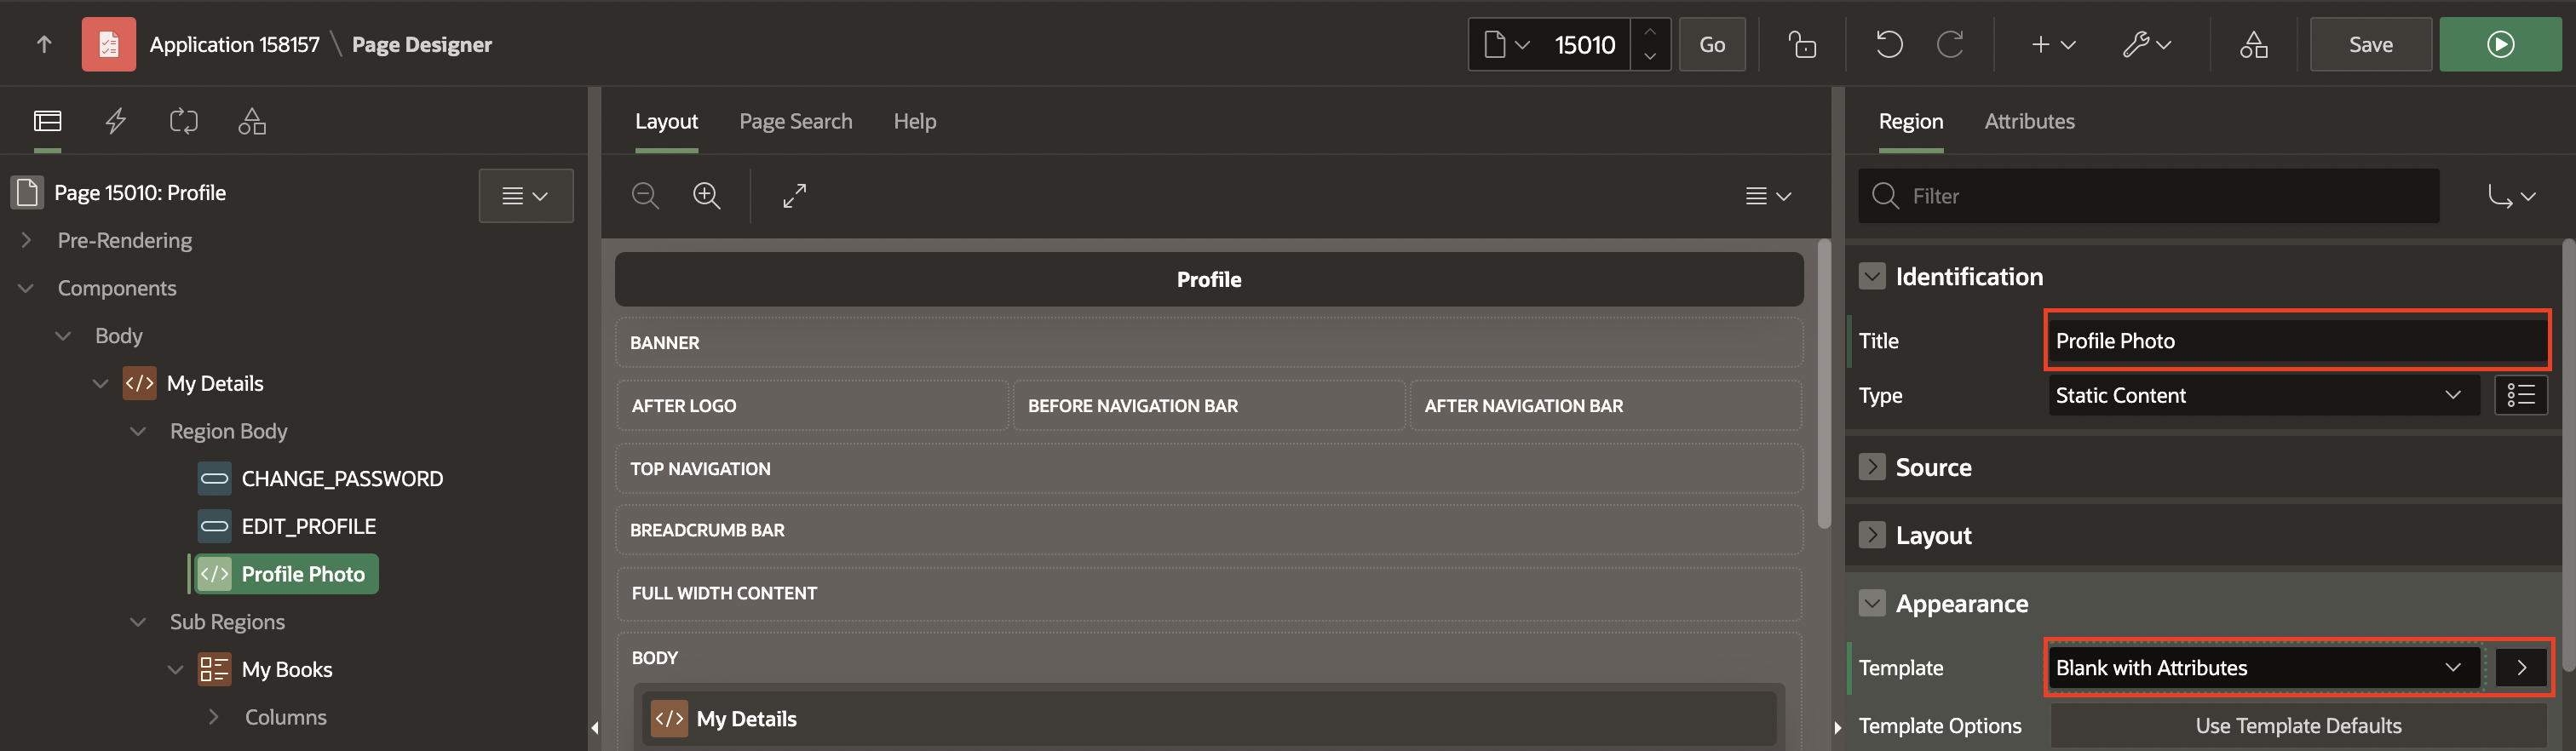 Application 158157 \ Page Designer
15010
Go
Save
Layout
Page Search
Help
Region
Attributes
Page 15010: Profile
Pre-Rendering
Components
Body
My Details
Region Body
CHANGE_PASSWORD
EDIT_PROFILE
Profile Photo
Sub Regions
My Books
Columns
Profile
BANNER
AFTER LOGO
BEFORE NAVIGATION BAR
AFTER NAVIGATION BAR
TOP NAVIGATION
BREADCRUMB BAR
FULL WIDTH CONTENT
BODY
My Details
Filter
Identification
Title
Profile Photo
Type
Static Content
Source
Layout
Appearance
Template
Blank with Attributes
Template Options
Use Template Defaults